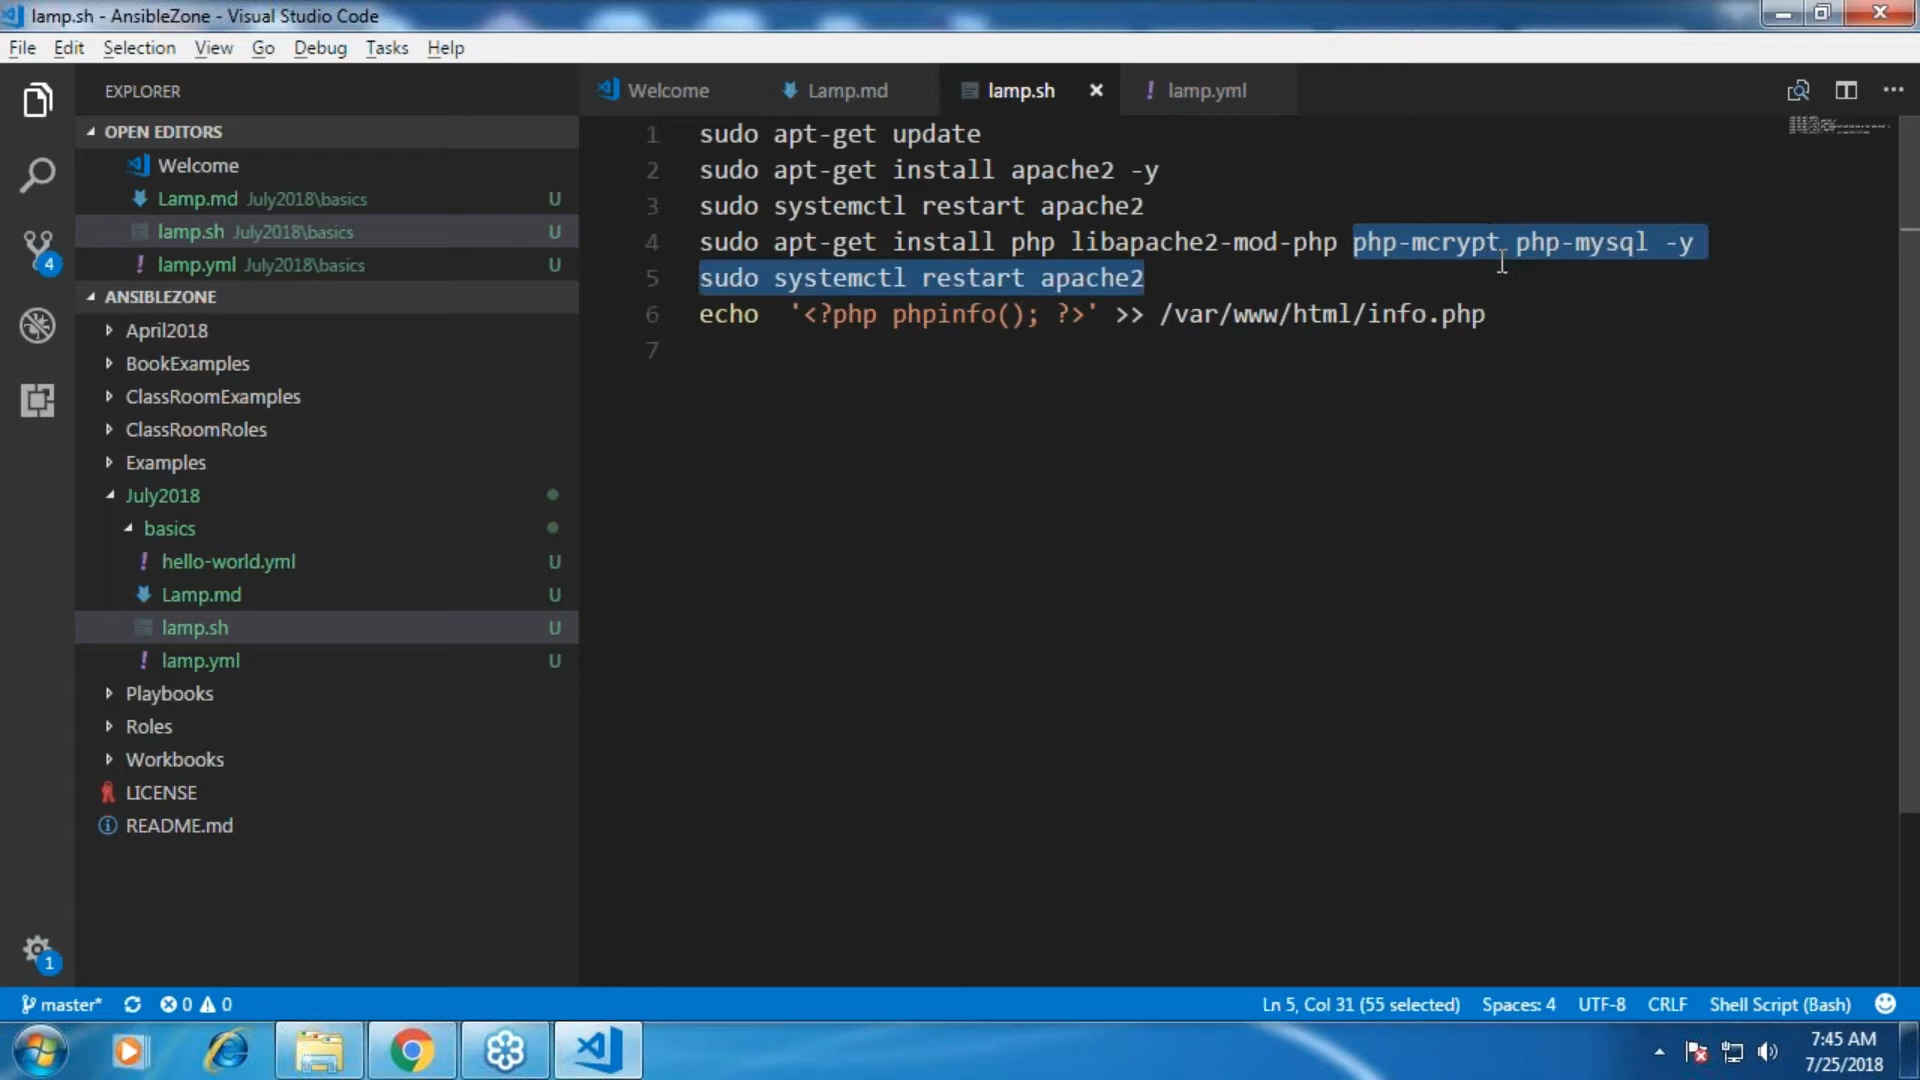 lamp.sh - AnsibleZone - Visual Studio Code
File Edit Selection View Go Debug Tasks Help
EXPLORER
OPEN EDITORS
Welcome
Lamp.md July2018\basics U
lamp.sh July2018\basics U
! lamp.yml July2018\basics U
ANSIBLEZONE
April2018
BookExamples
ClassRoomExamples
ClassRoomRoles
Examples
July2018
basics
! hello-world.yml U
Lamp.md U
lamp.sh U
! lamp.yml U
Playbooks
Roles
Workbooks
LICENSE
README.md
4
1
Welcome Lamp.md lamp.sh × ! lamp.yml
1 sudo apt-get update
2 sudo apt-get install apache2 -y
3 sudo systemctl restart apache2
4 sudo apt-get install php libapache2-mod-php php-mcrypt php-mysql -y
5 sudo systemctl restart apache2
6 echo  '<?php phpinfo(); ?>' >> /var/www/html/info.php
7
master* 0 0 Ln 5, Col 31 (55 selected) Spaces: 4 UTF-8 CRLF Shell Script (Bash)
7:45 AM
7/25/2018